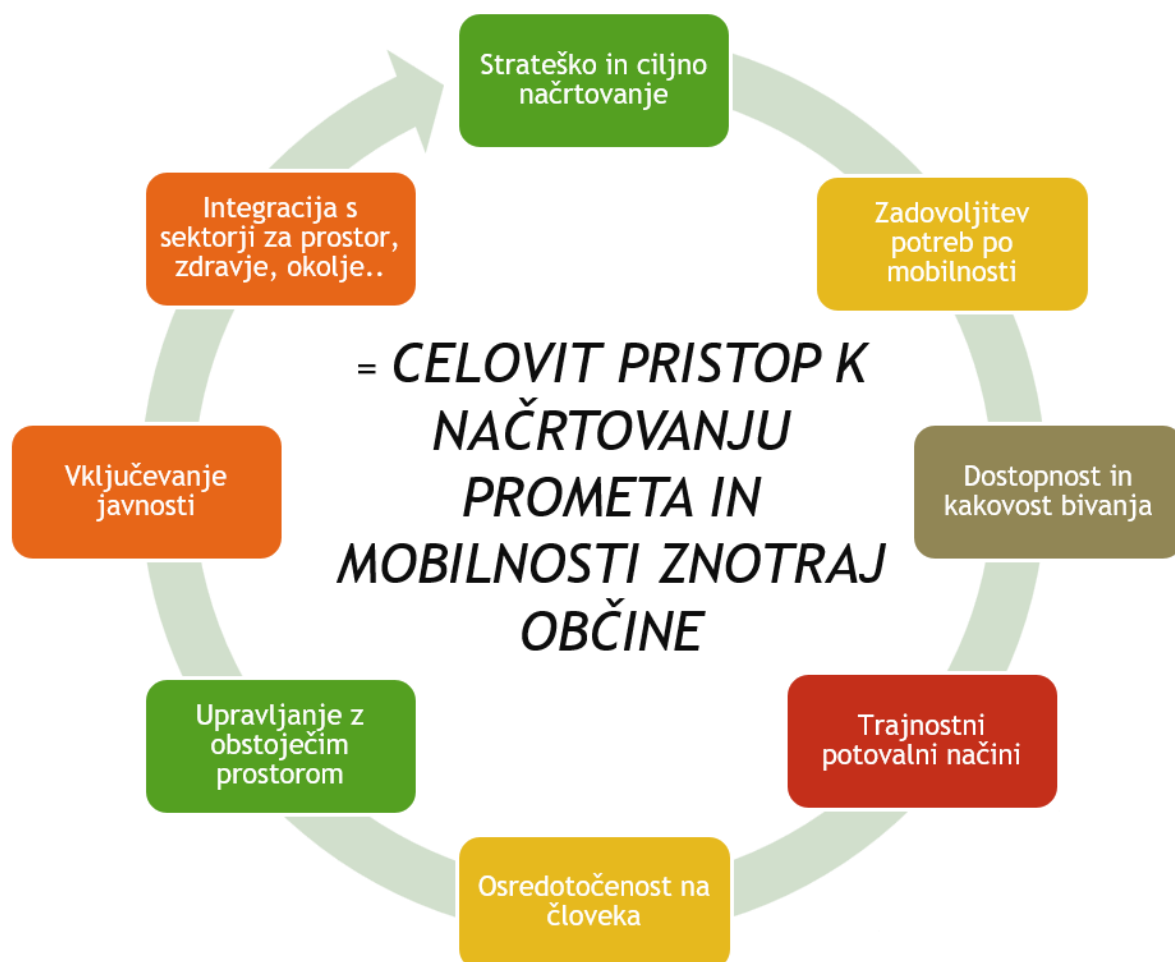 Strateško in ciljno
načrtovanje
Zadovoljitev
potreb po
mobilnosti
Dostopnost in
kakovost bivanja
Trajnostni
potovalni načini
Osredotočenost na
človeka
Upravljanje z
obstoječim
prostorom
Vključevanje
javnosti
Integracija s
sektorji za prostor,
zdravje, okolje..
= CELOVIT PRISTOP K
NAČRTOVANJU
PROMETA IN
MOBILNOSTI ZNOTRAJ
OBČINE